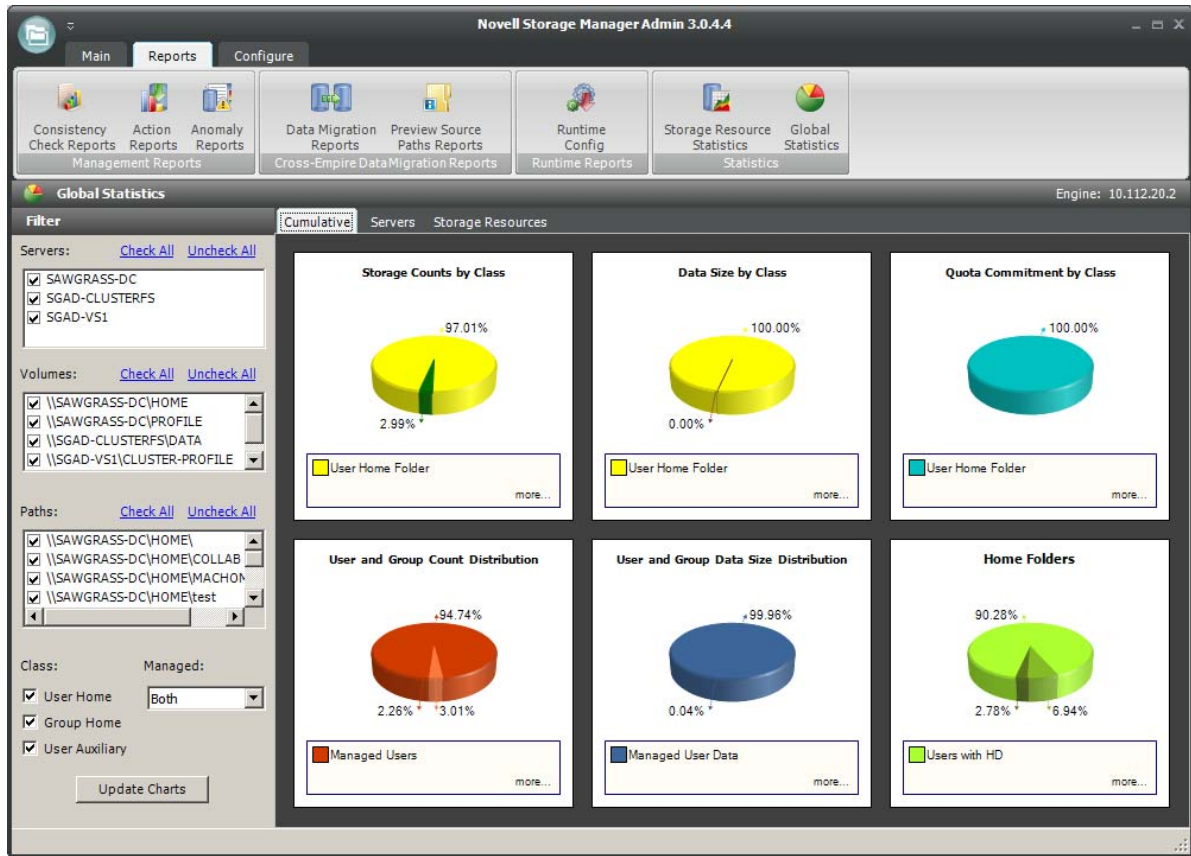 Novell Storage Manager Admin 3.0.4.4
Main Reports Configure
Consistency Check Reports
Action Reports
Anomaly Reports
Management Reports
Data Migration Reports
Preview Source Paths Reports
Cross-Empire DataMigration Reports
Runtime Config
Runtime Reports
Storage Resource Statistics
Global Statistics
Statistics
Global Statistics
Engine: 10.112.20.2
Filter
Servers: Check All Uncheck All
SAWGRASS-DC
SGAD-CLUSTERFS
SGAD-VS1
Volumes: Check All Uncheck All
\\SAWGRASS-DC\HOME
\\SAWGRASS-DC\PROFILE
\\SGAD-CLUSTERFS\DATA
\\SGAD-VS1\CLUSTER-PROFILE
Paths: Check All Uncheck All
\\SAWGRASS-DC\HOME\
\\SAWGRASS-DC\HOME\COLLAB
\\SAWGRASS-DC\HOME\MACHOM
\\SAWGRASS-DC\HOME\test
Class: Managed:
User Home Both
Group Home
User Auxiliary
Update Charts
Cumulative Servers Storage Resources
Storage Counts by Class
97.01%
2.99%
User Home Folder
more...
Data Size by Class
100.00%
0.00%
User Home Folder
more...
Quota Commitment by Class
100.00%
User Home Folder
more...
User and Group Count Distribution
94.74%
2.26% 3.01%
Managed Users
more...
User and Group Data Size Distribution
99.96%
0.04%
Managed User Data
more...
Home Folders
90.28%
2.78% 6.94%
Users with HD
more...